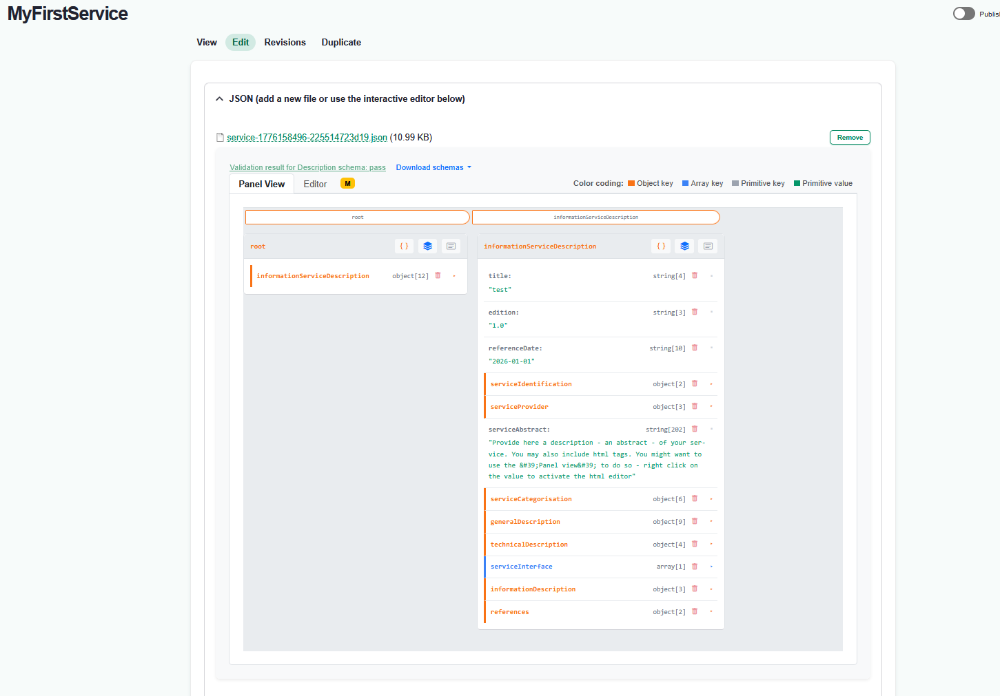 MyFirstService
Publis
View Edit Revisions Duplicate
JSON (add a new file or use the interactive editor below)
service-1776158496-225514723d19.json (10.99 KB)
Remove
Validation result for Description schema: pass Download schemas
Panel View Editor M
Color coding: Object key Array key Primitive key Primitive value
root informationServiceDescription
root { }
informationServiceDescription object[12]
informationServiceDescription { }
title: string[4]
"test"
edition: string[3]
"1.0"
referenceDate: string[10]
"2026-01-01"
serviceIdentification object[2]
serviceProvider object[3]
serviceAbstract: string[202]
"Provide here a description - an abstract - of your ser-
vice. You may also include html tags. You might want to
use the &#39;Panel view&#39; to do so - right click on
the value to activate the html editor"
serviceCategorisation object[6]
generalDescription object[9]
technicalDescription object[4]
serviceInterface array[1]
informationDescription object[3]
references object[2]